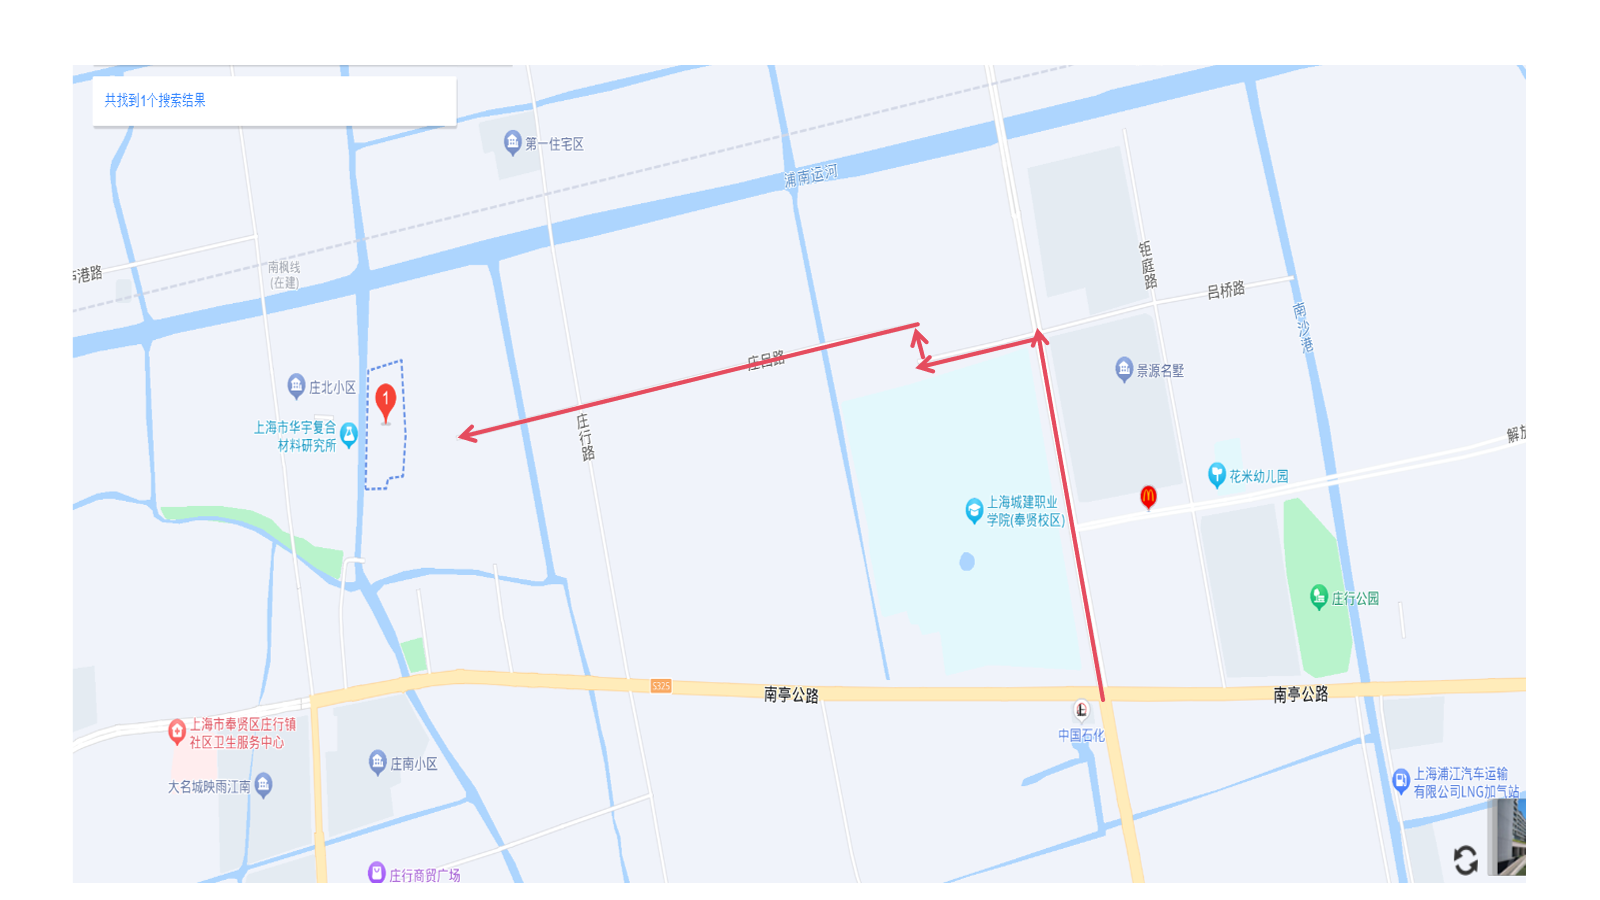 共找到1个搜索结果
第一住宅区
浦南运河
钜庭路
港路
南枫线
(在建)
吕桥路
南沙港
庄吕路
景源名墅
庄北小区
1
庄行路
上海市华宇复合
材料研究所
解放
花米幼儿园
上海城建职业
学院(奉贤校区)
庄行公园
S325
南亭公路
南亭公路
中国石化
上海市奉贤区庄行镇
社区卫生服务中心
庄南小区
大名城映雨江南
上海浦江汽车运输
有限公司LNG加气站
庄行商贸广场